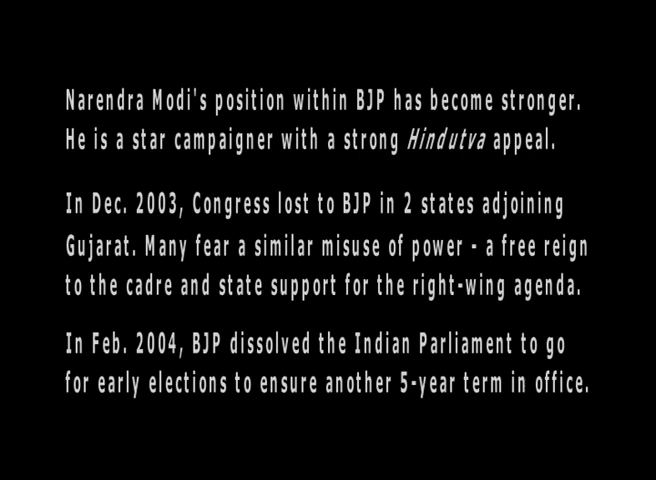 Narendra Modi's position within BJP has become stronger.
He is a star campaigner with a strong Hindutva appeal.
In Dec. 2003, Congress lost to BJP in 2 states adjoining
Gujarat. Many fear a similar misuse of power - a free reign
to the cadre and state support for the right-wing agenda.
In Feb. 2004, BJP dissolved the Indian Parliament to go
for early elections to ensure another 5-year term in office.